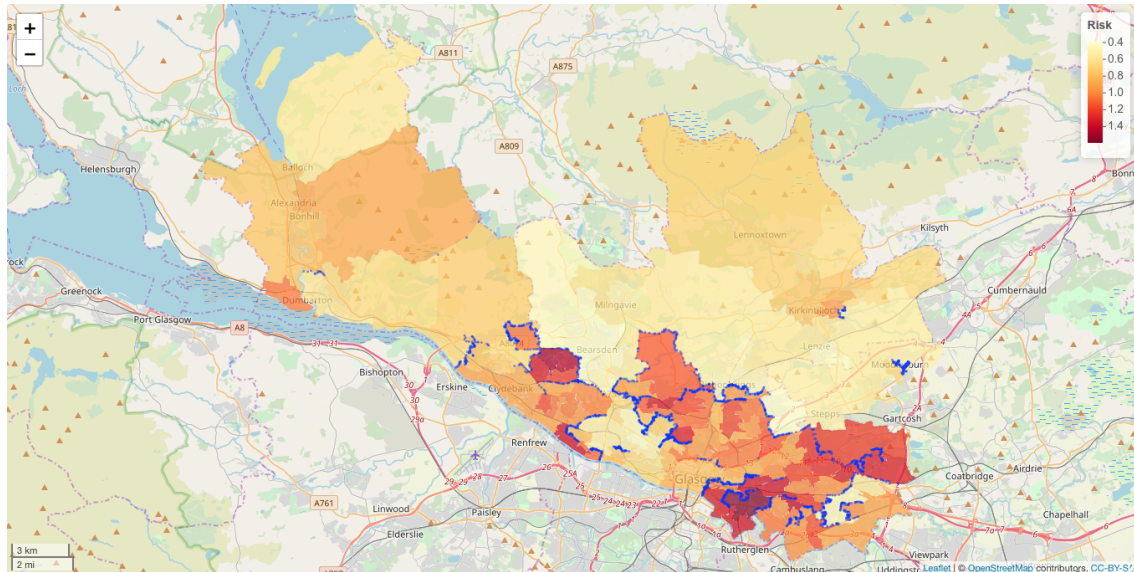 +
−
Risk
0.4
0.6
0.8
1.0
1.2
1.4
A811
A875
A809
Helensburgh
Balloch
Alexandria
Bonhill
Lennoxtown
Kilsyth
Greenock
Dumbarton
Port Glasgow
A8
Milngavie
Kirkintilloch
Cumbernauld
Bearsden
Lenzie
Bishopton
Erskine
Clydebank
Stepps
Gartcosh
Renfrew
Glasgow
Airdrie
Coatbridge
A761
Linwood
Paisley
Elderslie
Chapelhall
Rutherglen
Viewpark
Cambuslang
3 km
2 mi
Leaflet | © OpenStreetMap contributors, CC-BY-SA